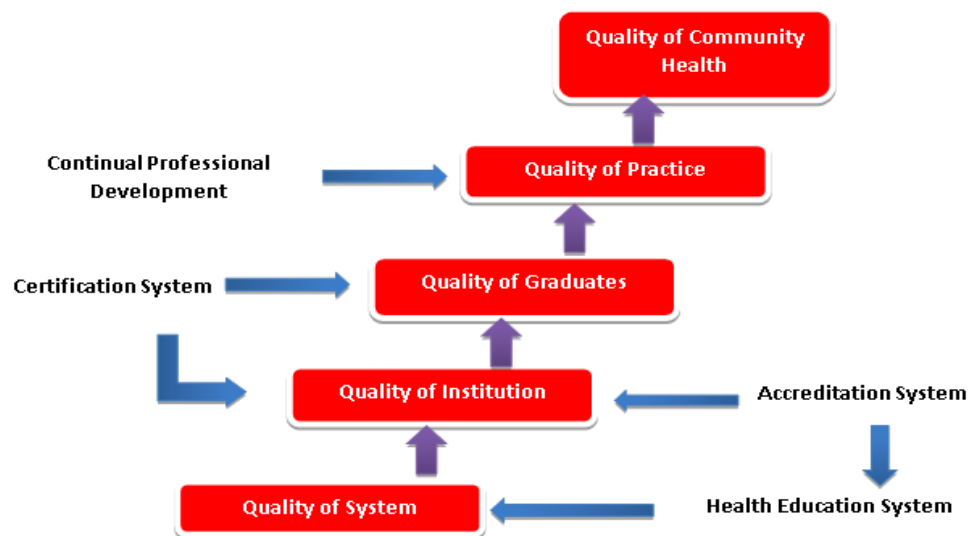 Quality of Community
Health
Continual Professional
Development
Quality of Practice
Certification System
Quality of Graduates
Quality of Institution
Accreditation System
Quality of System
Health Education System